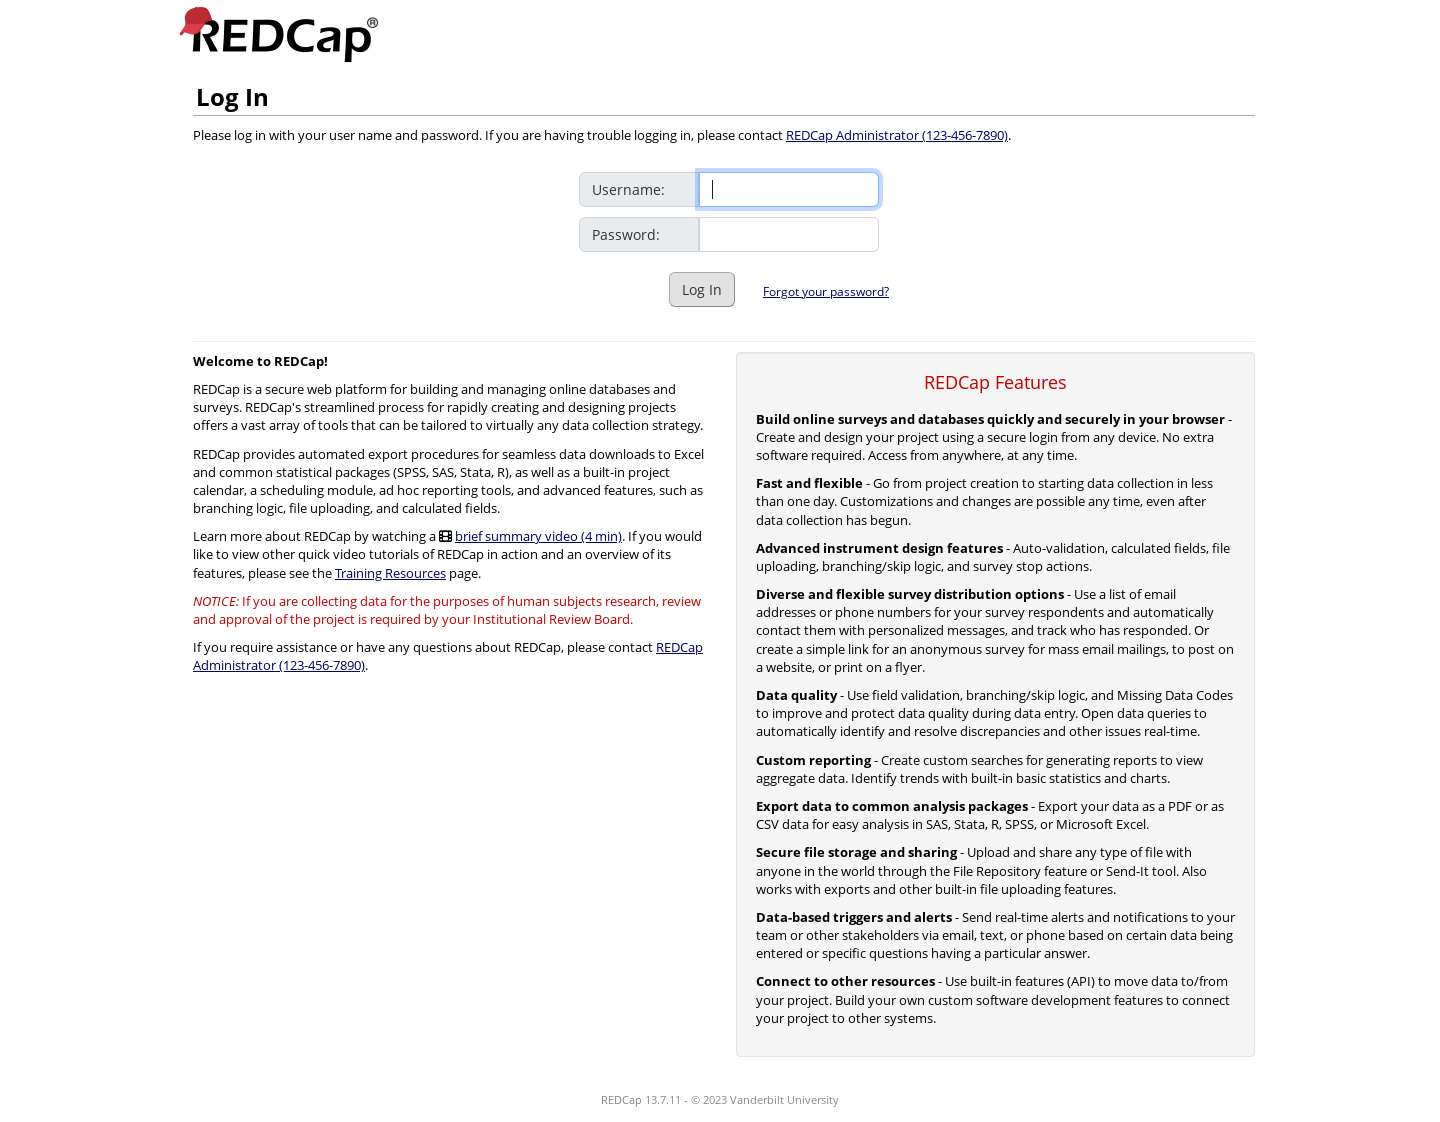 REDCap®
Log In
Please log in with your user name and password. If you are having trouble logging in, please contact REDCap Administrator (123-456-7890).
Username:
Password:
Log In
Forgot your password?
Welcome to REDCap!
REDCap is a secure web platform for building and managing online databases and
surveys. REDCap's streamlined process for rapidly creating and designing projects
offers a vast array of tools that can be tailored to virtually any data collection strategy.
REDCap provides automated export procedures for seamless data downloads to Excel
and common statistical packages (SPSS, SAS, Stata, R), as well as a built-in project
calendar, a scheduling module, ad hoc reporting tools, and advanced features, such as
branching logic, file uploading, and calculated fields.
Learn more about REDCap by watching a brief summary video (4 min). If you would
like to view other quick video tutorials of REDCap in action and an overview of its
features, please see the Training Resources page.
NOTICE: If you are collecting data for the purposes of human subjects research, review
and approval of the project is required by your Institutional Review Board.
If you require assistance or have any questions about REDCap, please contact REDCap
Administrator (123-456-7890).
REDCap Features
Build online surveys and databases quickly and securely in your browser -
Create and design your project using a secure login from any device. No extra
software required. Access from anywhere, at any time.
Fast and flexible - Go from project creation to starting data collection in less
than one day. Customizations and changes are possible any time, even after
data collection has begun.
Advanced instrument design features - Auto-validation, calculated fields, file
uploading, branching/skip logic, and survey stop actions.
Diverse and flexible survey distribution options - Use a list of email
addresses or phone numbers for your survey respondents and automatically
contact them with personalized messages, and track who has responded. Or
create a simple link for an anonymous survey for mass email mailings, to post on
a website, or print on a flyer.
Data quality - Use field validation, branching/skip logic, and Missing Data Codes
to improve and protect data quality during data entry. Open data queries to
automatically identify and resolve discrepancies and other issues real-time.
Custom reporting - Create custom searches for generating reports to view
aggregate data. Identify trends with built-in basic statistics and charts.
Export data to common analysis packages - Export your data as a PDF or as
CSV data for easy analysis in SAS, Stata, R, SPSS, or Microsoft Excel.
Secure file storage and sharing - Upload and share any type of file with
anyone in the world through the File Repository feature or Send-It tool. Also
works with exports and other built-in file uploading features.
Data-based triggers and alerts - Send real-time alerts and notifications to your
team or other stakeholders via email, text, or phone based on certain data being
entered or specific questions having a particular answer.
Connect to other resources - Use built-in features (API) to move data to/from
your project. Build your own custom software development features to connect
your project to other systems.
REDCap 13.7.11 - © 2023 Vanderbilt University